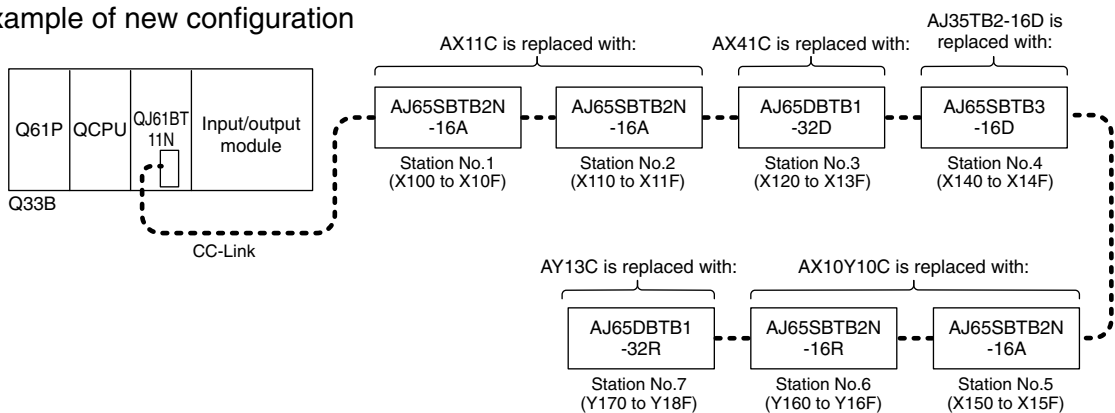 xample of new configuration
AX11C is replaced with:
AX41C is replaced with:
AJ35TB2-16D is
replaced with:
Q61P
QCPU
QJ61BT
11N
Input/output
module
Q33B
CC-Link
AJ65SBTB2N
-16A
Station No.1
(X100 to X10F)
AJ65SBTB2N
-16A
Station No.2
(X110 to X11F)
AJ65DBTB1
-32D
Station No.3
(X120 to X13F)
AJ65SBTB3
-16D
Station No.4
(X140 to X14F)
AY13C is replaced with:
AX10Y10C is replaced with:
AJ65DBTB1
-32R
Station No.7
(Y170 to Y18F)
AJ65SBTB2N
-16R
Station No.6
(Y160 to Y16F)
AJ65SBTB2N
-16A
Station No.5
(X150 to X15F)